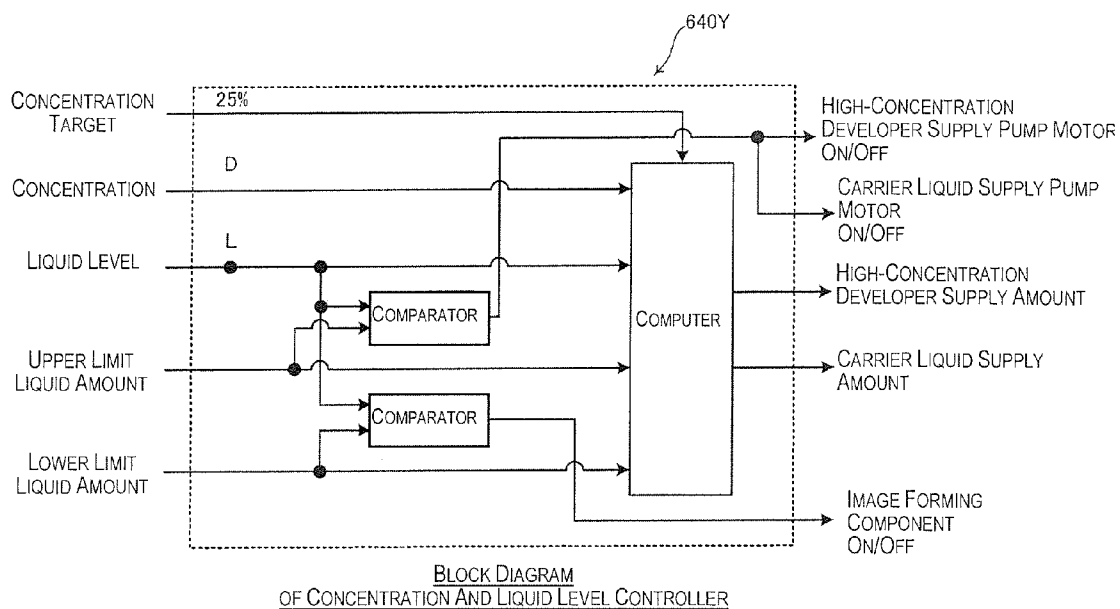 640Y
CONCENTRATION
TARGET
25%
CONCENTRATION
D
LIQUID LEVEL
L
UPPER LIMIT
LIQUID AMOUNT
LOWER LIMIT
LIQUID AMOUNT
COMPARATOR
COMPARATOR
COMPUTER
HIGH-CONCENTRATION
DEVELOPER SUPPLY PUMP MOTOR
ON/OFF
CARRIER LIQUID SUPPLY PUMP
MOTOR
ON/OFF
HIGH-CONCENTRATION
DEVELOPER SUPPLY AMOUNT
CARRIER LIQUID SUPPLY
AMOUNT
IMAGE FORMING
COMPONENT
ON/OFF
BLOCK DIAGRAM
OF CONCENTRATION AND LIQUID LEVEL CONTROLLER